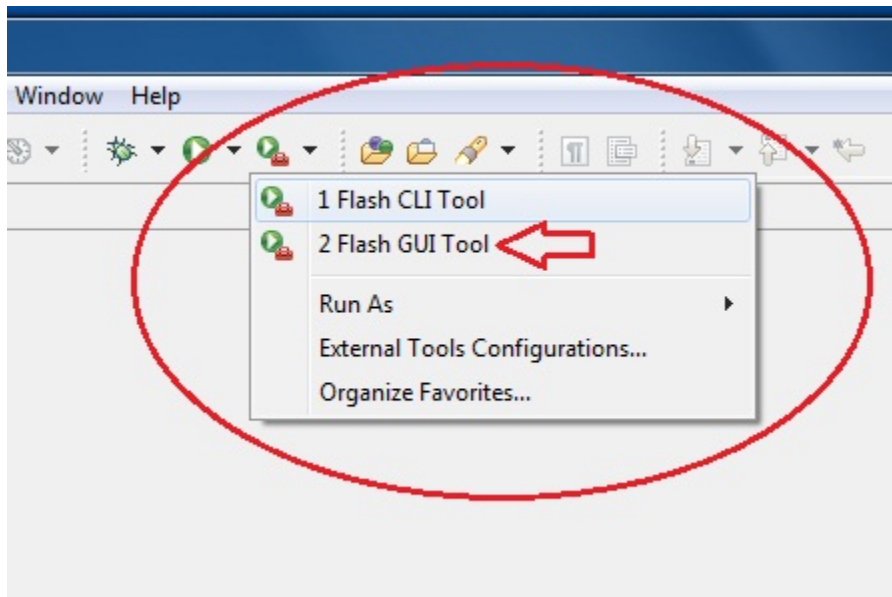 Window Help
1 Flash CLI Tool
2 Flash GUI Tool
Run As
External Tools Configurations...
Organize Favorites...